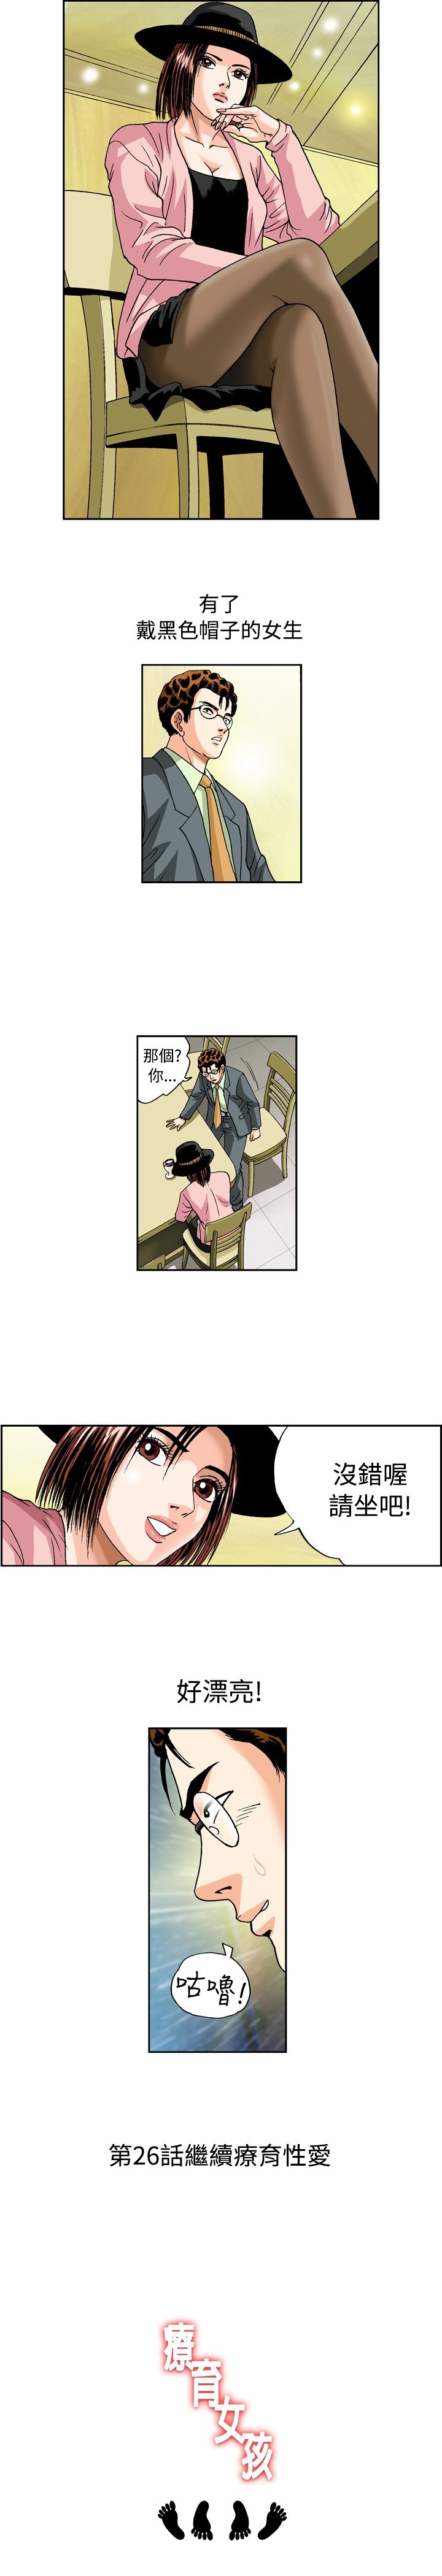 有了
戴黑色帽子的女生
那個?
你...
沒錯喔
請坐吧!
好漂亮!
咕嚕!
第26話繼續療育性愛
療育女孩